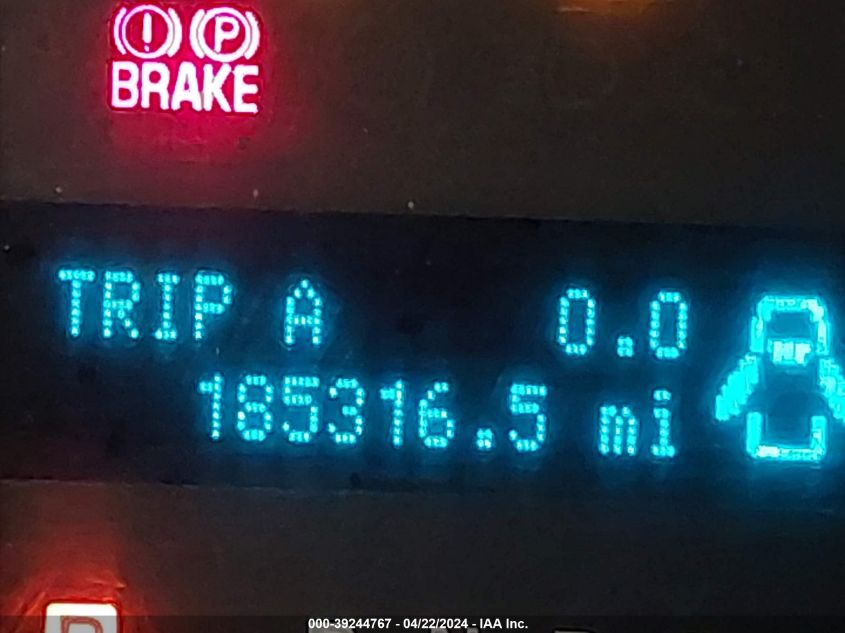 (!) (P)
BRAKE
TRIP A 0.0
185316.5 mi
P
000-39244767 - 04/22/2024 - IAA Inc.